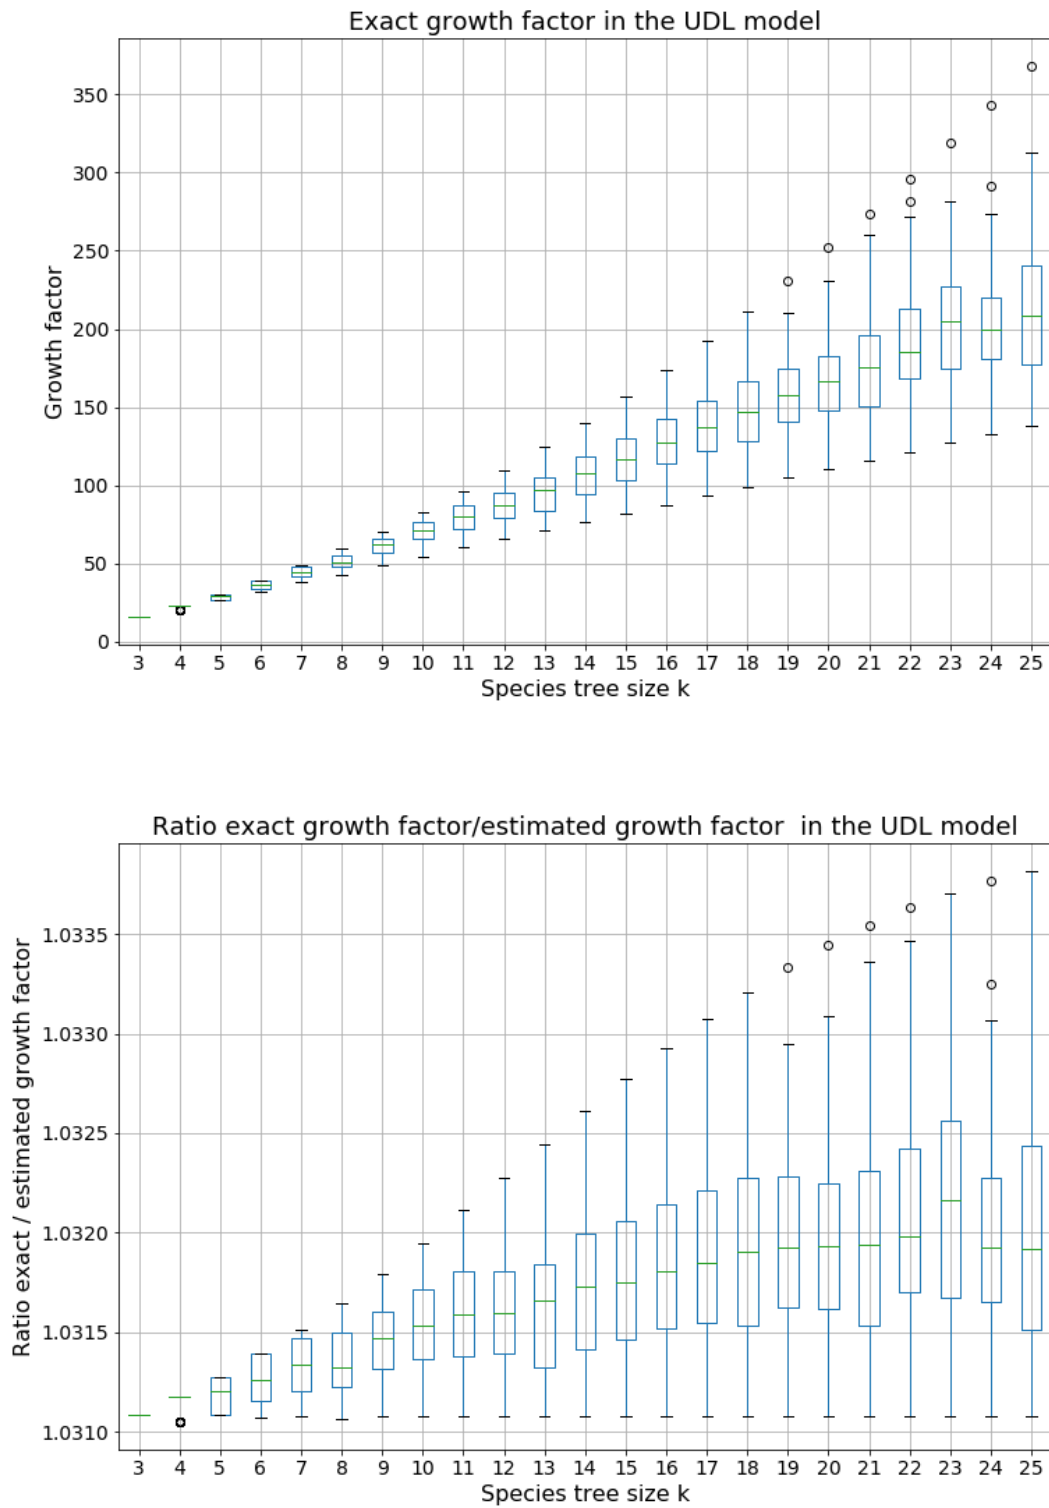 Exact growth factor in the UDL model
350
300
250
200
150
100
50
0
Growth factor
3 4 5 6 7 8 9 10 11 12 13 14 15 16 17 18 19 20 21 22 23 24 25
Species tree size k
Ratio exact growth factor/estimated growth factor in the UDL model
1.0335
1.0330
1.0325
1.0320
1.0315
1.0310
Ratio exact / estimated growth factor
3 4 5 6 7 8 9 10 11 12 13 14 15 16 17 18 19 20 21 22 23 24 25
Species tree size k